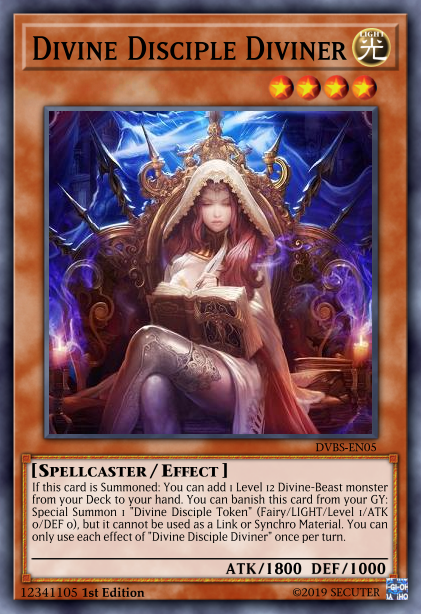 DIVINE DISCIPLE DIVINER
LIGHT
光
DVBS-EN05
[SPELLCASTER / EFFECT]
If this card is Summoned: You can add 1 Level 12 Divine-Beast monster
from your Deck to your hand. You can banish this card from your GY:
Special Summon 1 "Divine Disciple Token" (Fairy/LIGHT/Level 1/ATK
0/DEF 0), but it cannot be used as a Link or Synchro Material. You can
only use each effect of "Divine Disciple Diviner" once per turn.
ATK/1800 DEF/1000
12341105 1st Edition
©2019 SECUTER